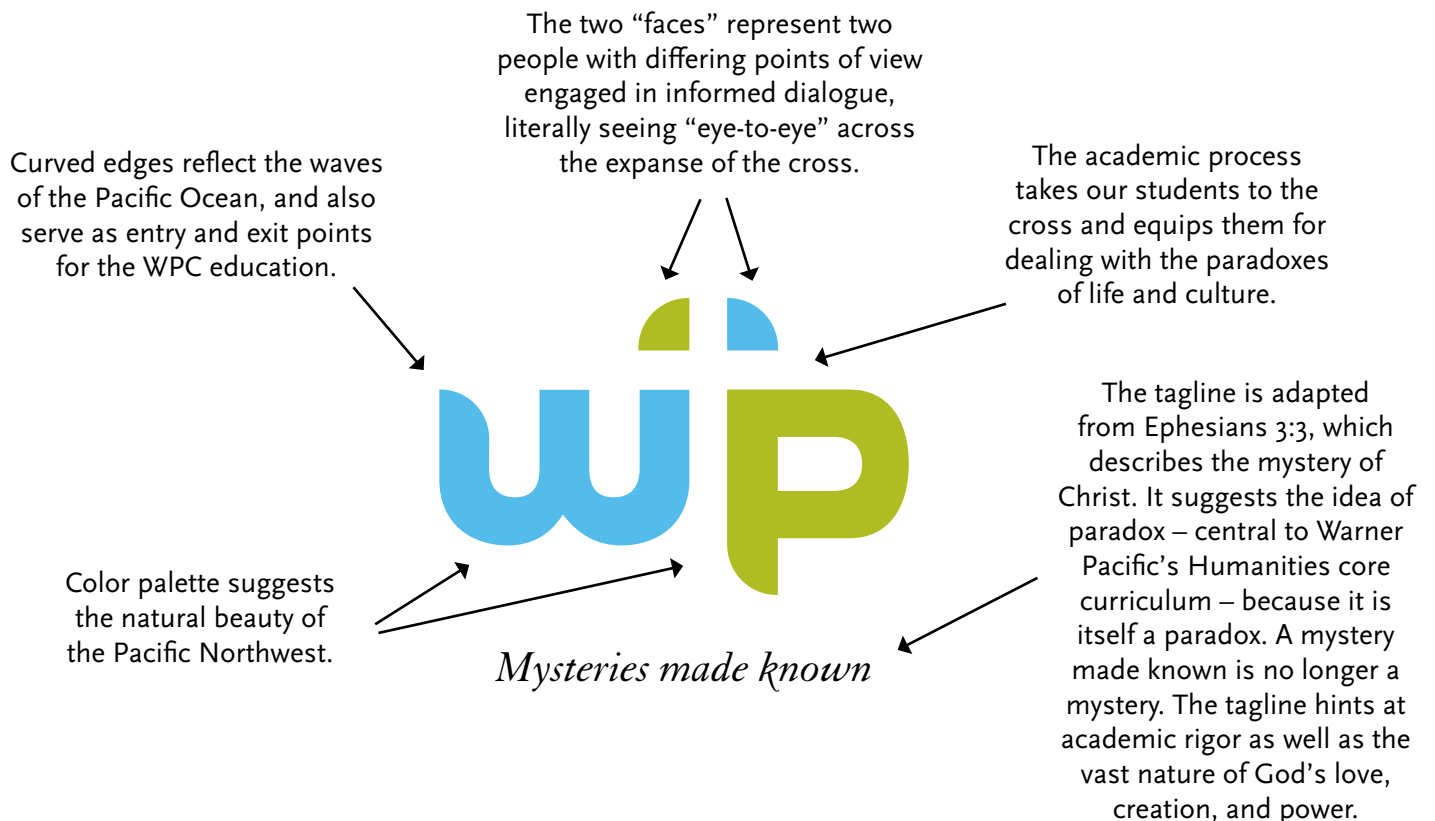 The two “faces” represent two
people with differing points of view
engaged in informed dialogue,
literally seeing “eye-to-eye” across
the expanse of the cross.
Curved edges reflect the waves
of the Pacific Ocean, and also
serve as entry and exit points
for the WPC education.
The academic process
takes our students to the
cross and equips them for
dealing with the paradoxes
of life and culture.
wp
The tagline is adapted
from Ephesians 3:3, which
describes the mystery of
Christ. It suggests the idea of
paradox – central to Warner
Pacific’s Humanities core
curriculum – because it is
itself a paradox. A mystery
made known is no longer a
mystery. The tagline hints at
academic rigor as well as the
vast nature of God’s love,
creation, and power.
Color palette suggests
the natural beauty of
the Pacific Northwest.
Mysteries made known